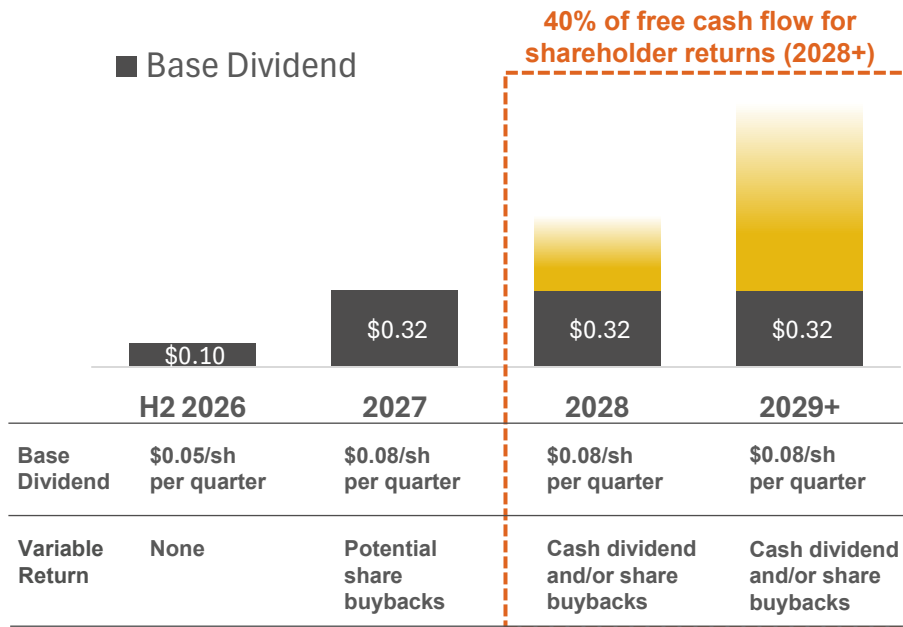 40% of free cash flow for
shareholder returns (2028+)
Base Dividend
$0.10
$0.32
$0.32
$0.32
H2 2026
2027
2028
2029+
Base
Dividend
$0.05/sh
per quarter
$0.08/sh
per quarter
$0.08/sh
per quarter
$0.08/sh
per quarter
Variable
Return
None
Potential
share
buybacks
Cash dividend
and/or share
buybacks
Cash dividend
and/or share
buybacks